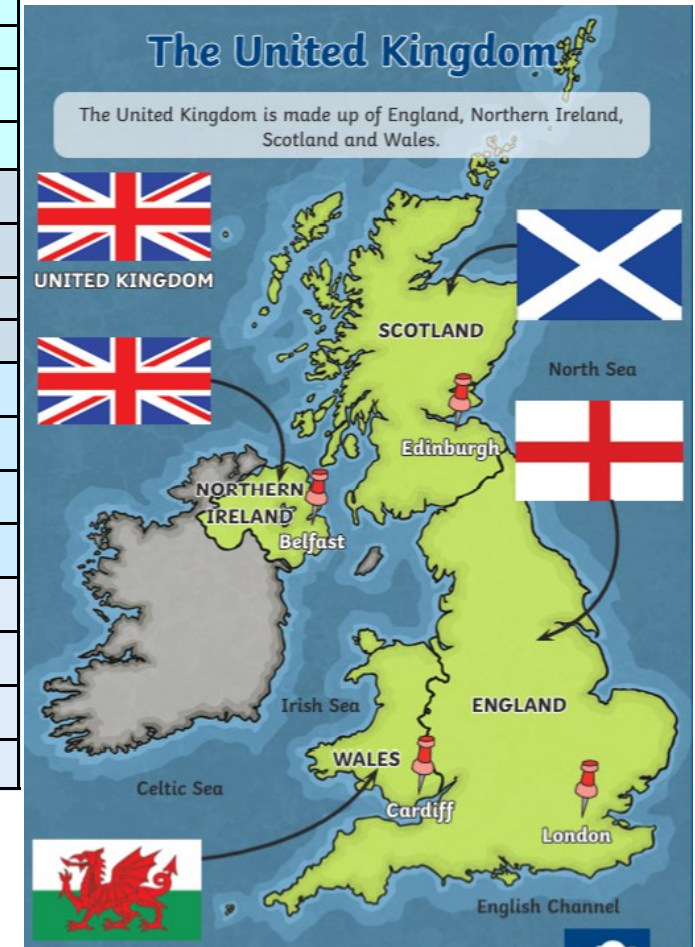 The United Kingdom
The United Kingdom is made up of England, Northern Ireland,
Scotland and Wales.
UNITED KINGDOM
SCOTLAND
North Sea
Edinburgh
NORTHERN
IRELAND
Belfast
Irish Sea
ENGLAND
WALES
Celtic Sea
Cardiff
London
English Channel